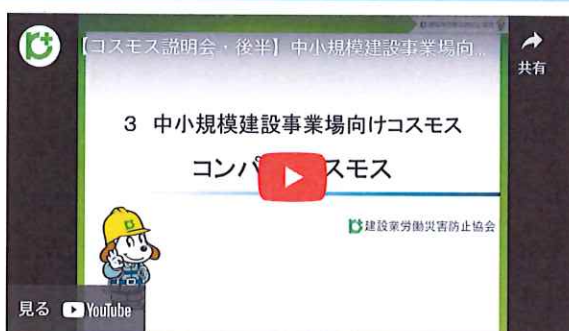 【コスモス説明会・後半】中小規模建設事業場向...
共有
3 中小規模建設事業場向けコスモス
コンパ
スモス
建設業労働災害防止協会
見る YouTube